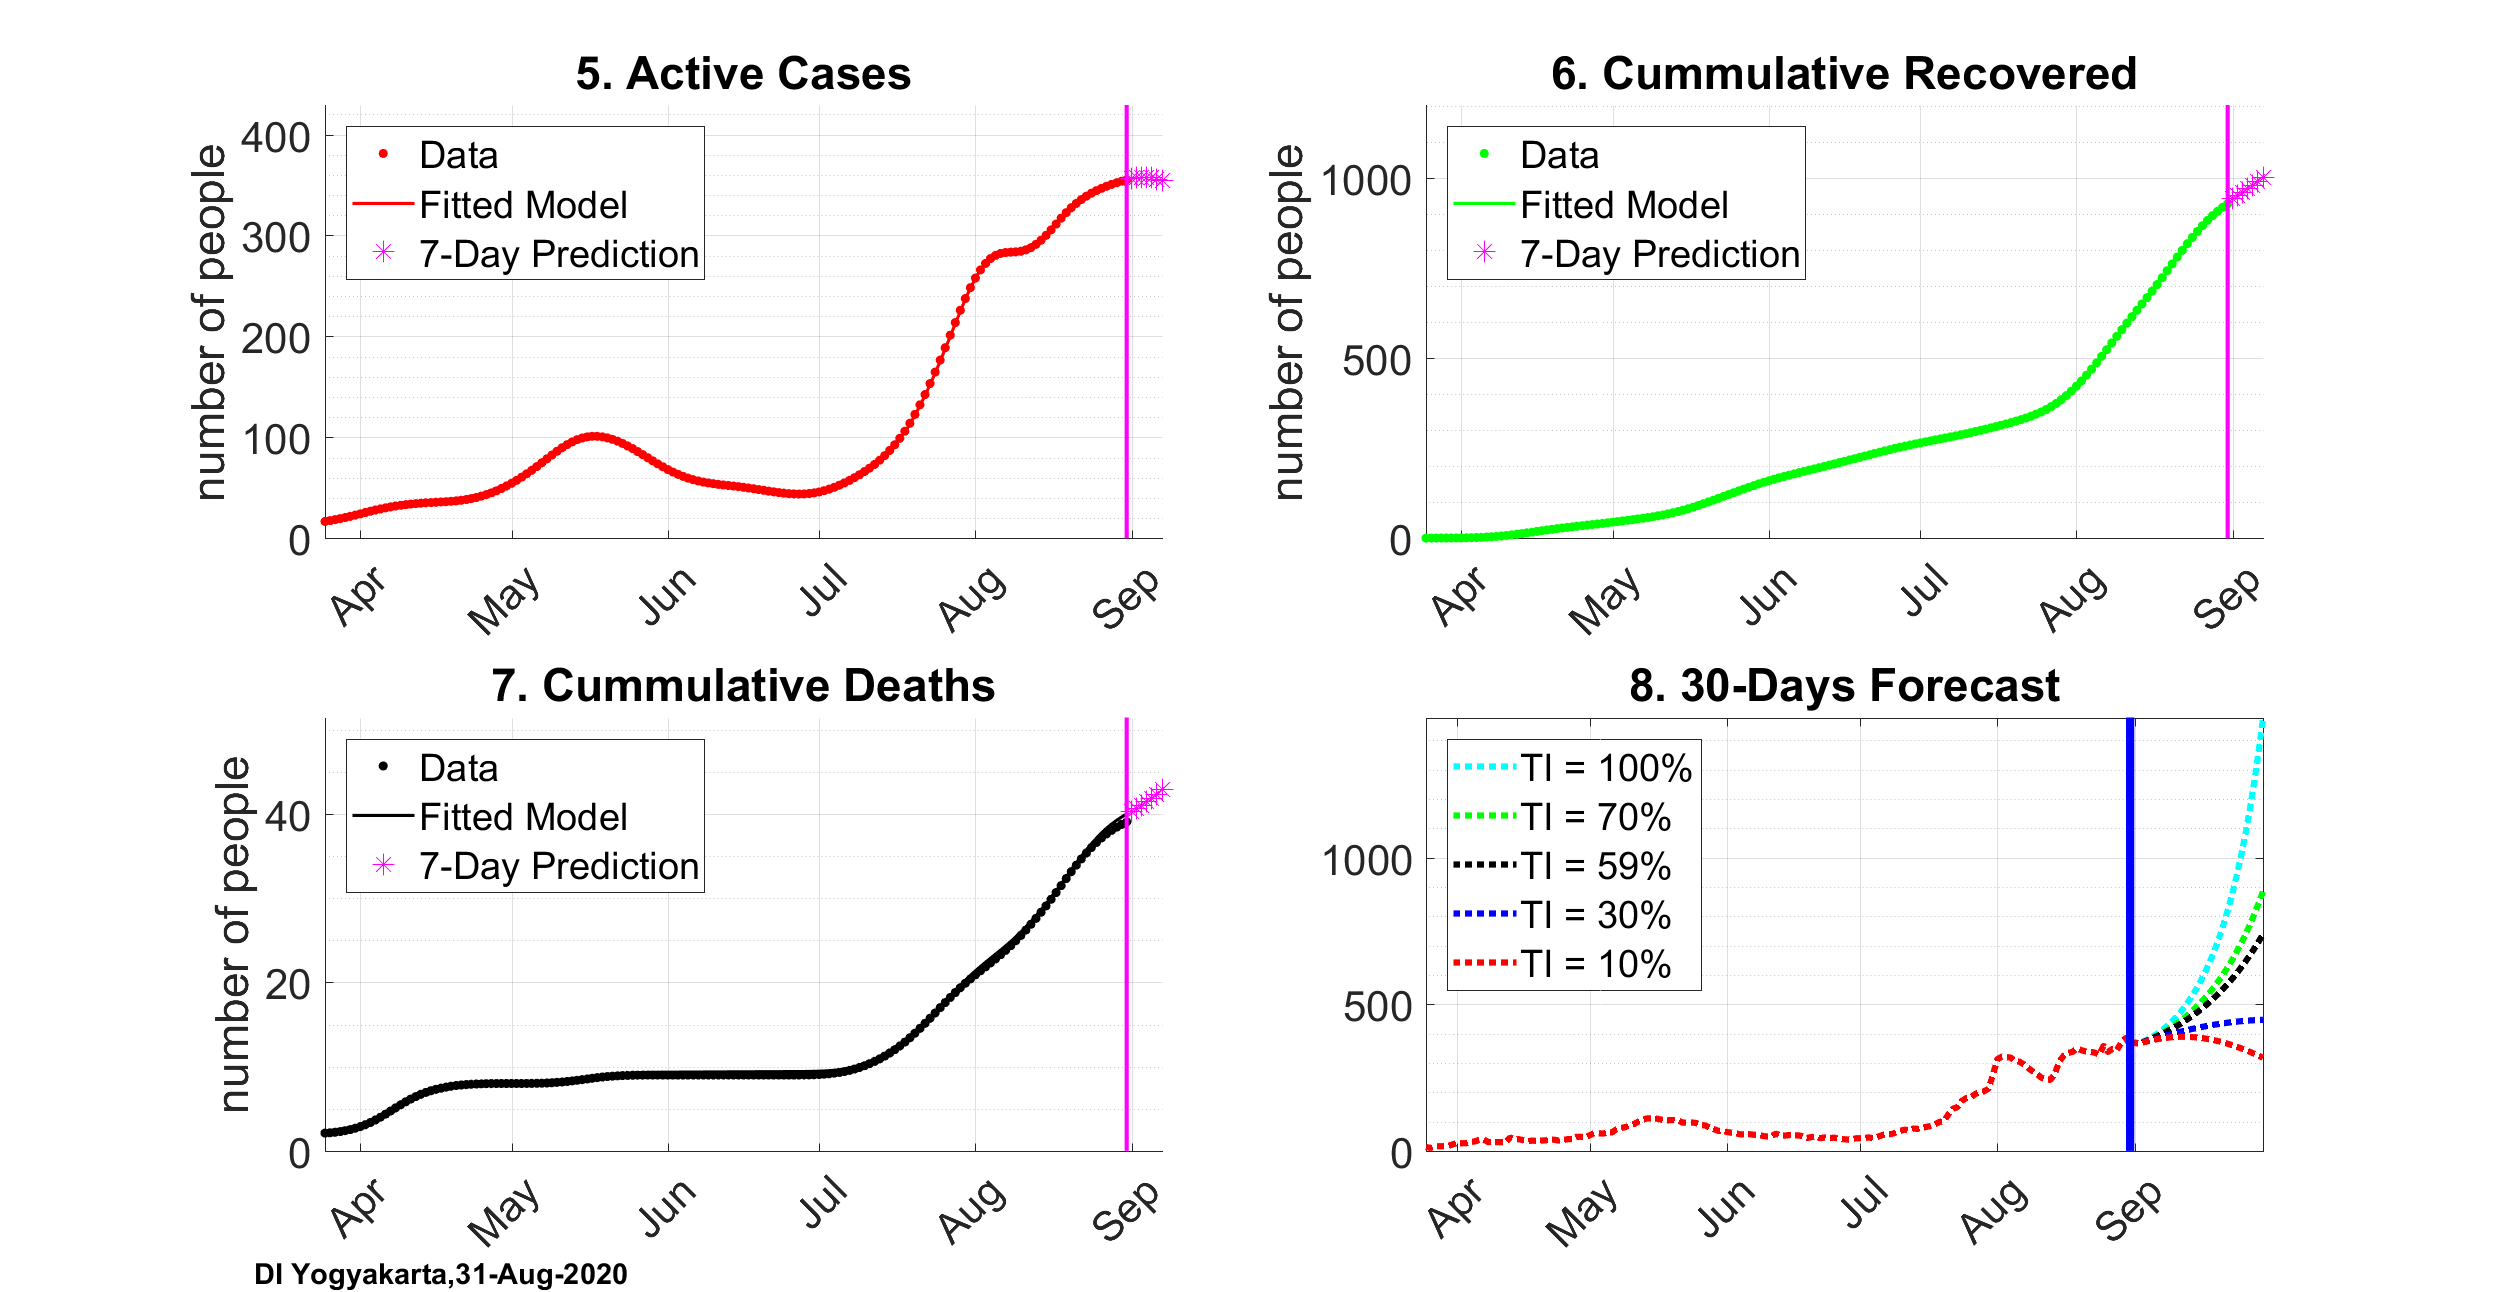 5. Active Cases
number of people
400
300
200
100
0
Data
Fitted Model
7-Day Prediction
Apr
May
Jun
Jul
Aug
Sep
6. Cummulative Recovered
number of people
1000
500
0
Data
Fitted Model
7-Day Prediction
Apr
May
Jun
Jul
Aug
Sep
7. Cummulative Deaths
number of people
40
20
0
Data
Fitted Model
7-Day Prediction
Apr
May
Jun
Jul
Aug
Sep
8. 30-Days Forecast
1000
500
0
TI = 100%
TI = 70%
TI = 59%
TI = 30%
TI = 10%
Apr
May
Jun
Jul
Aug
Sep
DI Yogyakarta,31-Aug-2020